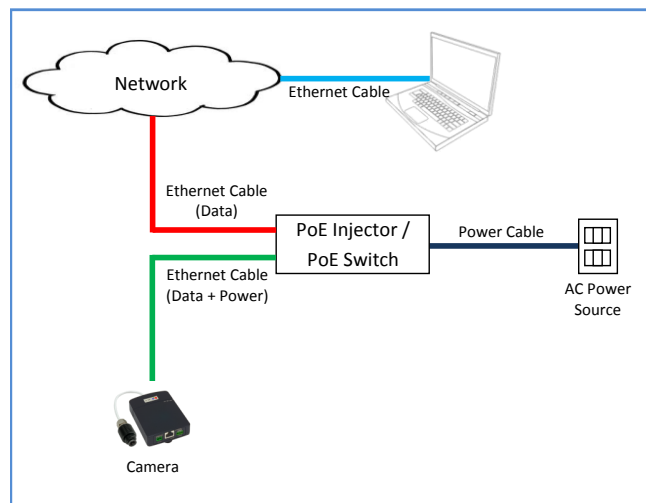 Network
Ethernet Cable
Ethernet Cable
(Data)
PoE Injector /
PoE Switch
Power Cable
Ethernet Cable
(Data + Power)
AC Power
Source
Camera